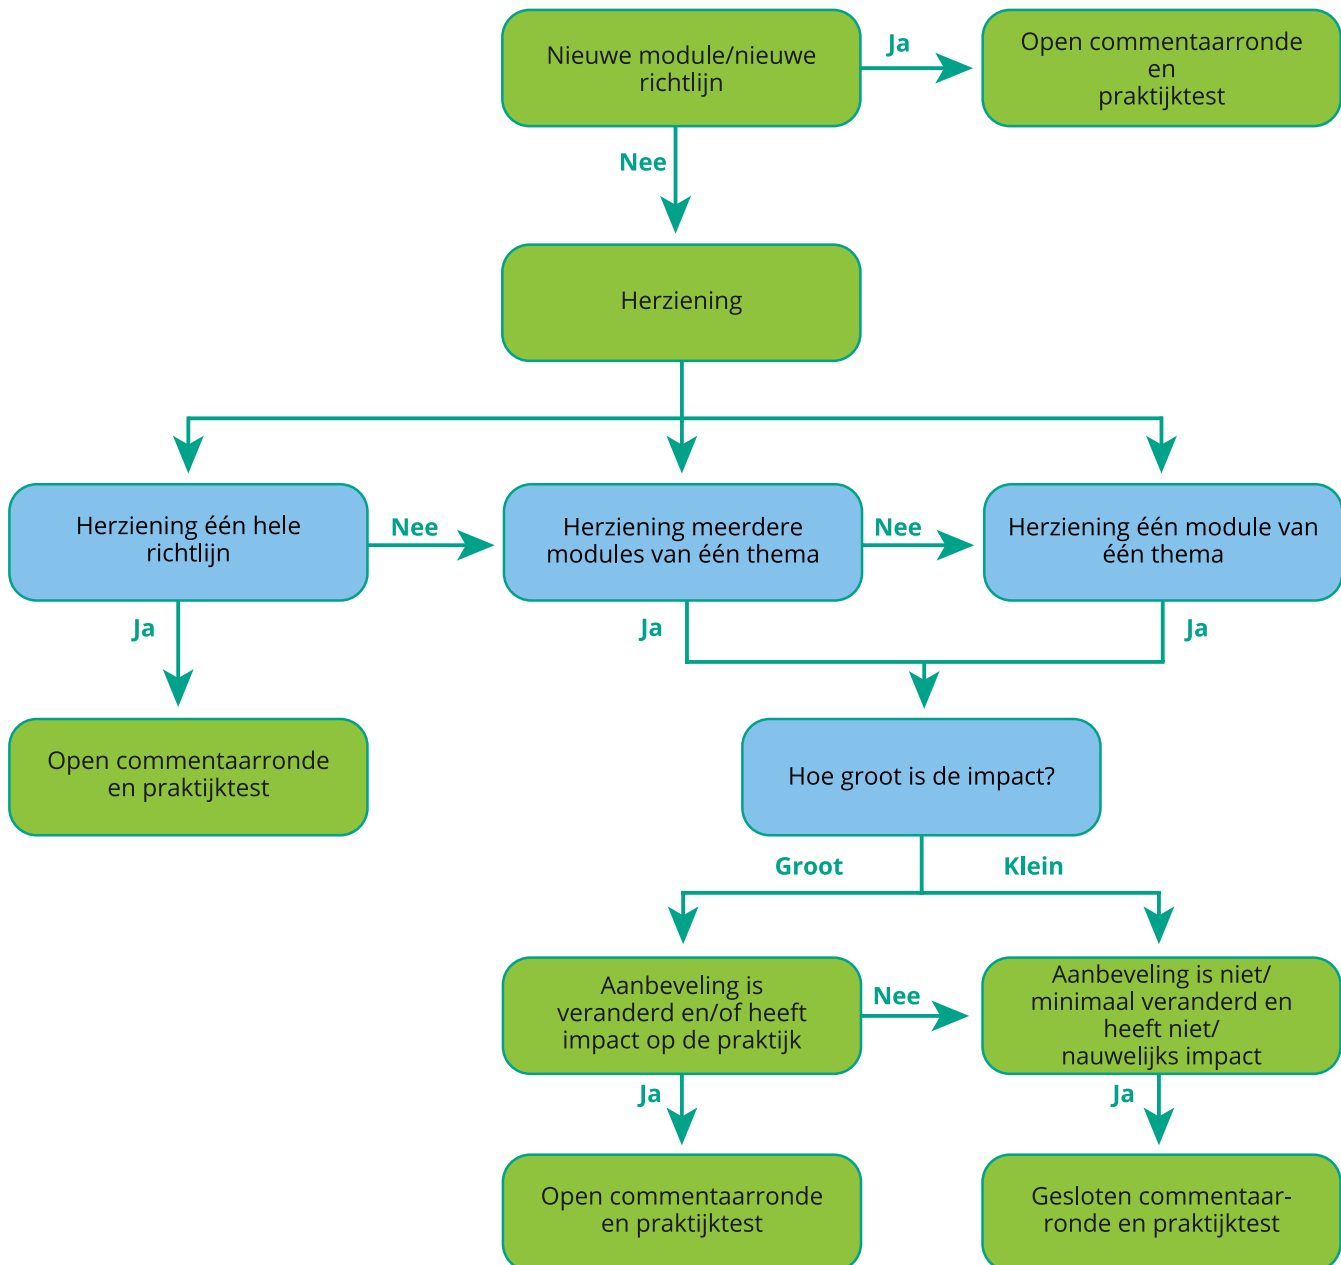 Nieuwe module/nieuwe
richtlijn
Ja
Open commentaarronde
en
praktijktest
Nee
Herziening
Herziening één hele
richtlijn
Nee
Herziening meerdere
modules van één thema
Nee
Herziening één module van
één thema
Ja
Ja
Ja
Open commentaarronde
en praktijktest
Hoe groot is de impact?
Groot
Klein
Aanbeveling is
veranderd en/of heeft
impact op de praktijk
Nee
Aanbeveling is niet/
minimaal veranderd en
heeft niet/
nauwelijks impact
Ja
Ja
Open commentaarronde
en praktijktest
Gesloten commentaar-
ronde en praktijktest